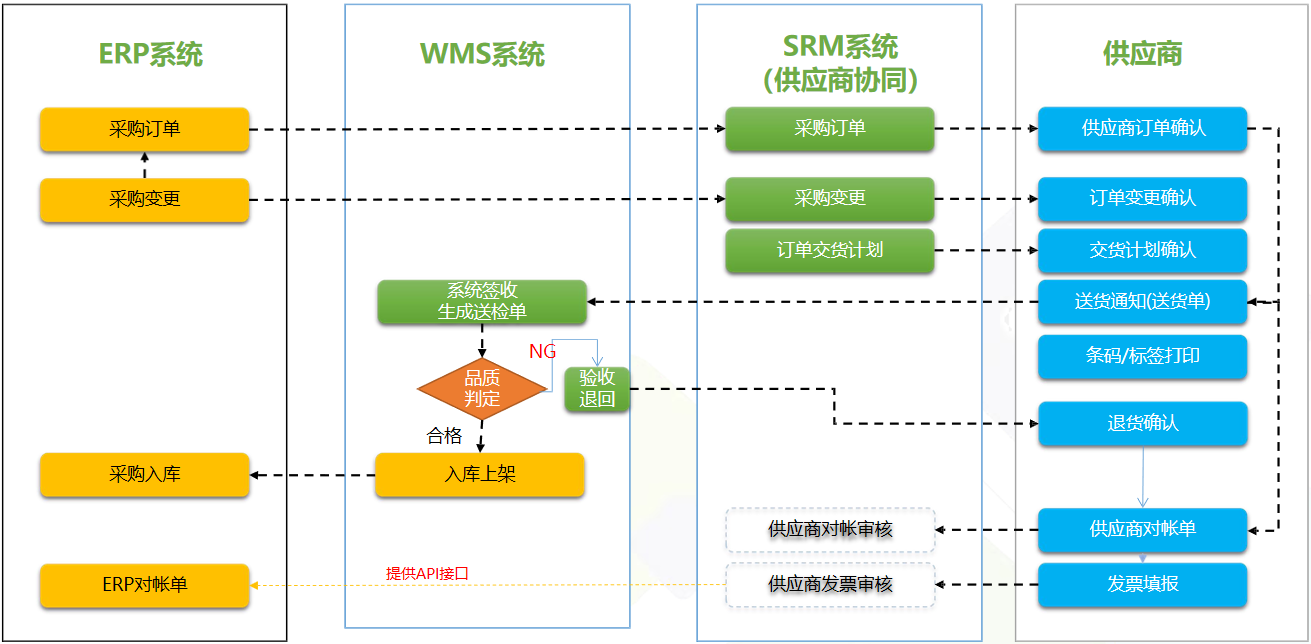 ERP系统
WMS系统
SRM系统
(供应商协同)
供应商
采购订单
采购订单
供应商订单确认
采购变更
采购变更
订单变更确认
订单交货计划
交货计划确认
系统签收
生成送检单
送货通知(送货单)
NG
条码/标签打印
品质
判定
验收
退回
合格
退货确认
采购入库
入库上架
供应商对帐审核
供应商对帐单
ERP对帐单
提供API接口
供应商发票审核
发票填报